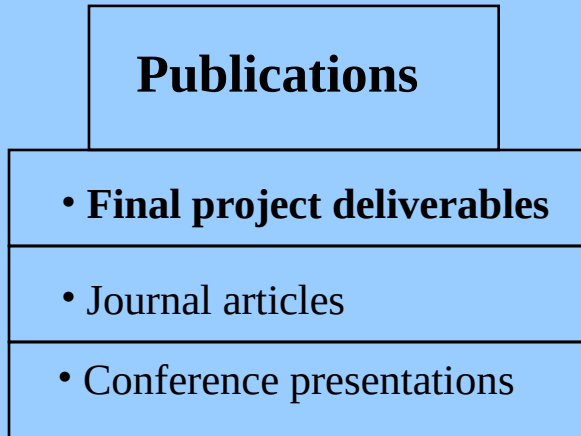 Publications
• Final project deliverables
• Journal articles
• Conference presentations